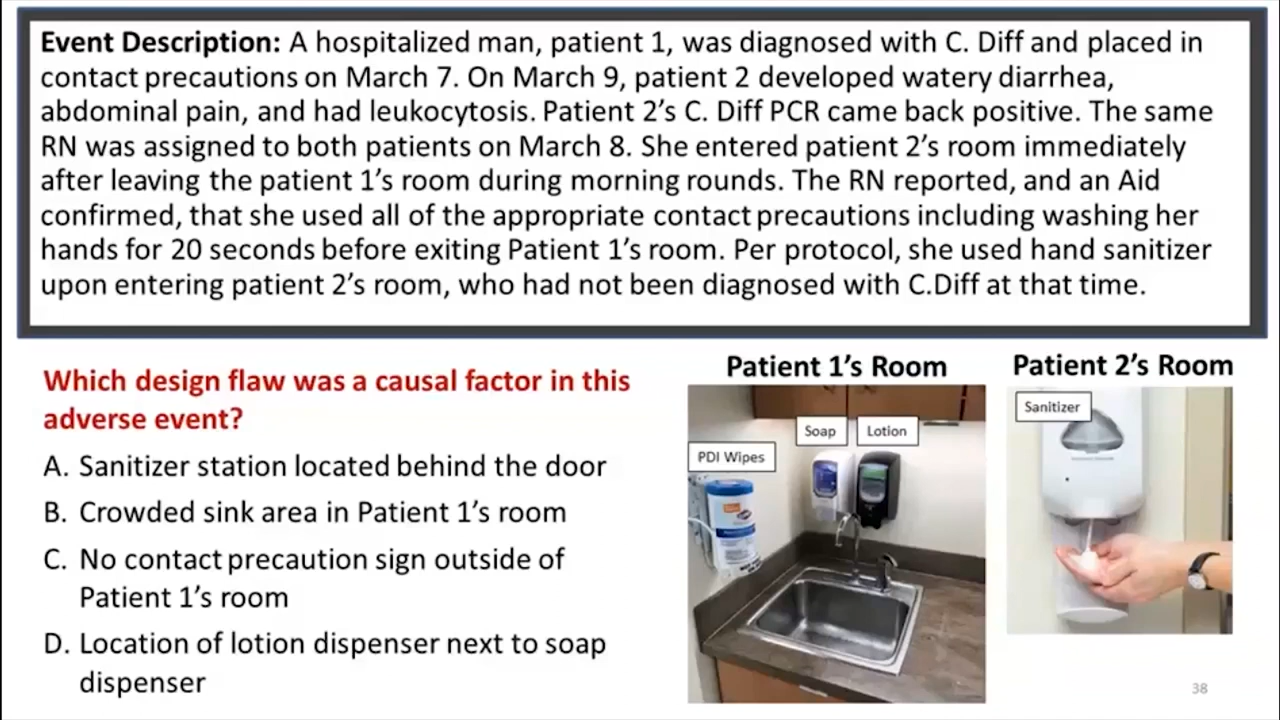 Event Description: A hospitalized man, patient 1, was diagnosed with C. Diff and placed in
contact precautions on March 7. On March 9, patient 2 developed watery diarrhea,
abdominal pain, and had leukocytosis. Patient 2’s C. Diff PCR came back positive. The same
RN was assigned to both patients on March 8. She entered patient 2’s room immediately
after leaving the patient 1’s room during morning rounds. The RN reported, and an Aid
confirmed, that she used all of the appropriate contact precautions including washing her
hands for 20 seconds before exiting Patient 1’s room. Per protocol, she used hand sanitizer
upon entering patient 2’s room, who had not been diagnosed with C.Diff at that time.
Which design flaw was a causal factor in this
adverse event?
A. Sanitizer station located behind the door
B. Crowded sink area in Patient 1’s room
C. No contact precaution sign outside of
Patient 1’s room
D. Location of lotion dispenser next to soap
dispenser
Patient 1’s Room
PDI Wipes
Soap
Lotion
Patient 2’s Room
Sanitizer
38